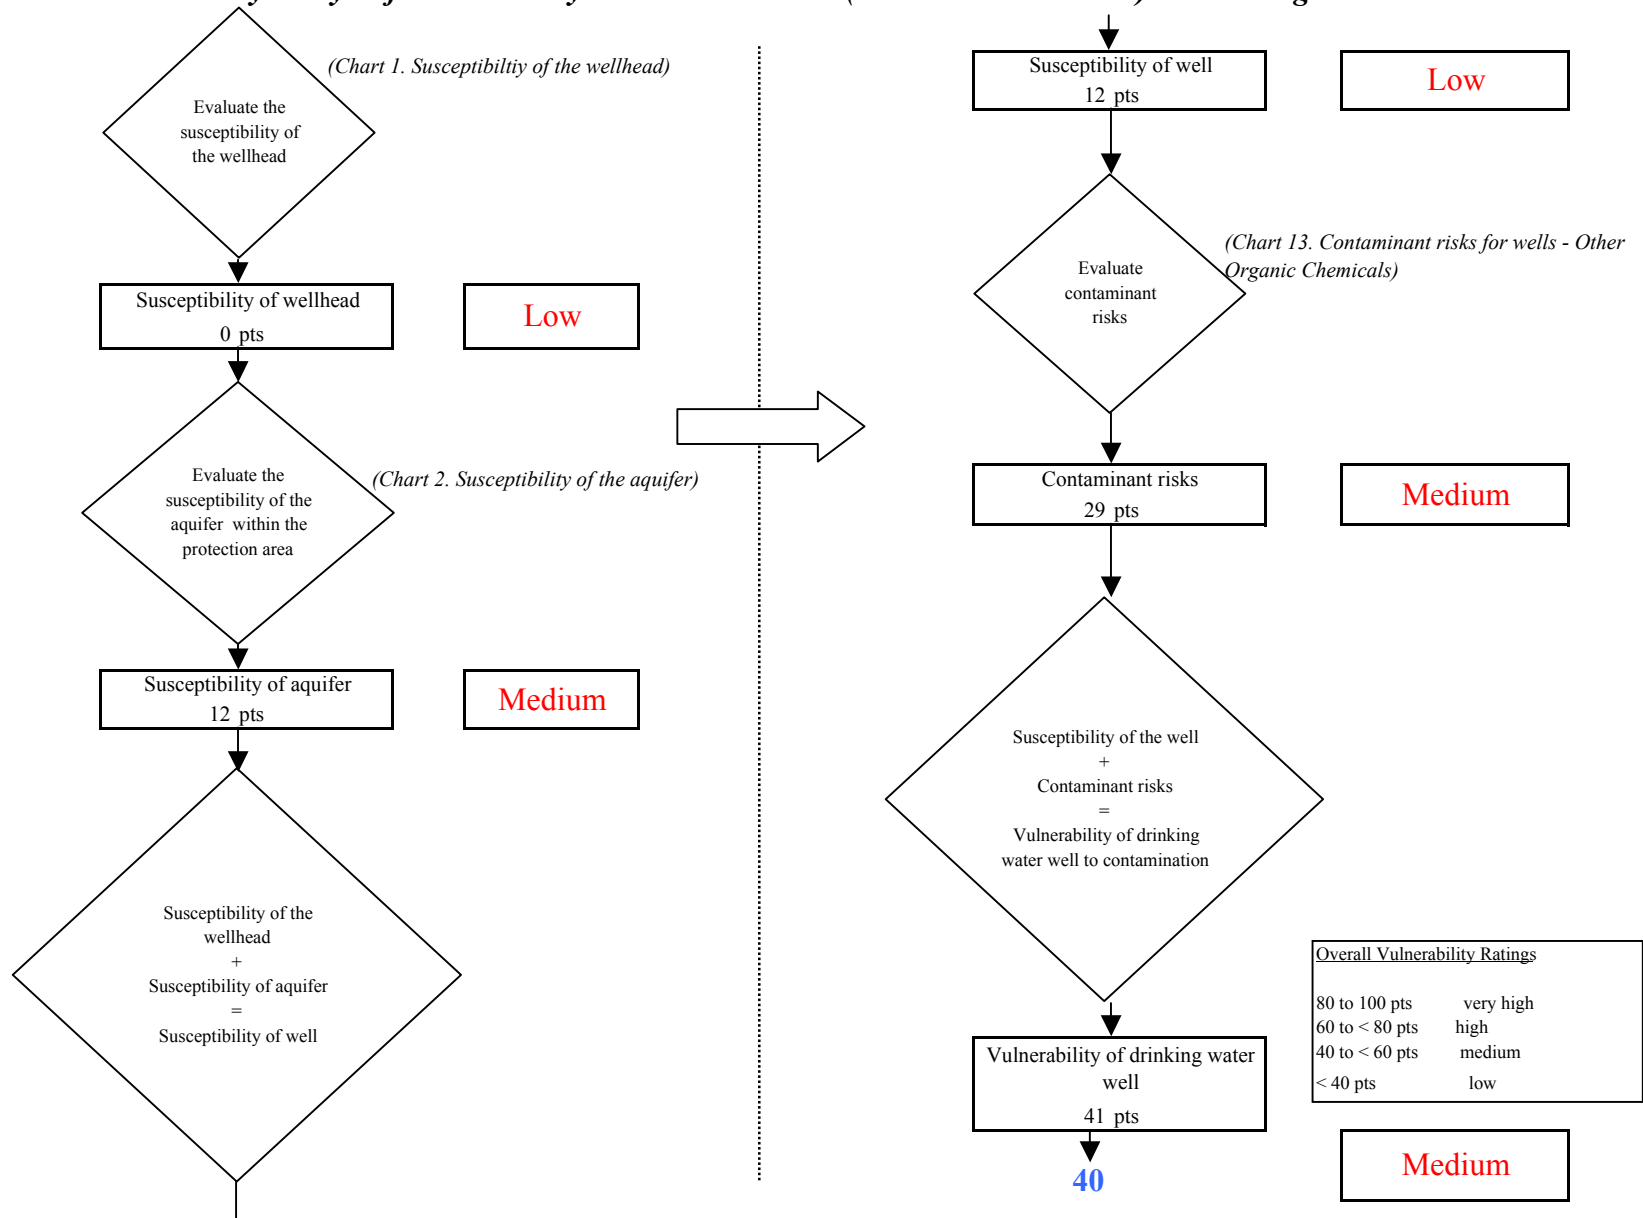 (Chart 1. Susceptibiltiy of the wellhead)
Evaluate the
susceptibility of
the wellhead
Susceptibility of wellhead
0 pts
Low
Evaluate the
susceptibility of the
aquifer within the
protection area
(Chart 2. Susceptibility of the aquifer)
Susceptibility of aquifer
12 pts
Medium
Susceptibility of the
wellhead
+
Susceptibility of aquifer
=
Susceptibility of well
Susceptibility of well
12 pts
Low
Evaluate
contaminant
risks
(Chart 13. Contaminant risks for wells - Other
Organic Chemicals)
Contaminant risks
29 pts
Medium
Susceptibility of the well
+
Contaminant risks
=
Vulnerability of drinking
water well to contamination
Vulnerability of drinking water
well
41 pts
40
Overall Vulnerability Ratings
80 to 100 pts very high
60 to < 80 pts high
40 to < 60 pts medium
< 40 pts low
Medium